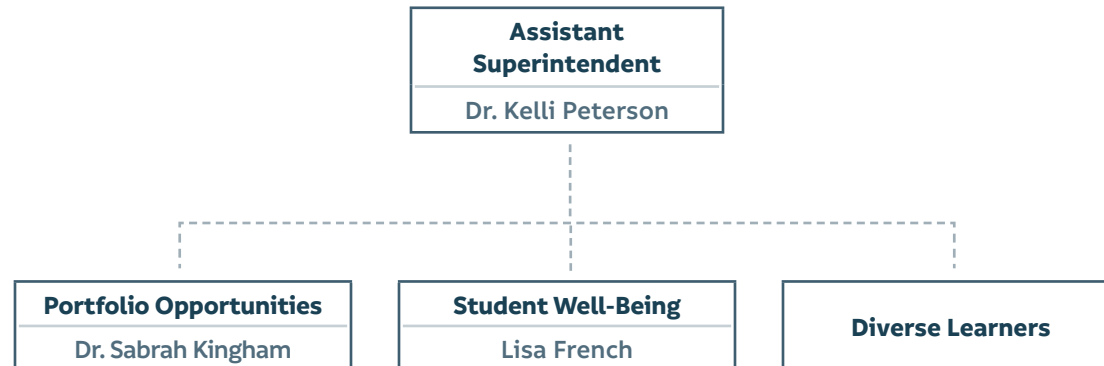 Assistant
Superintendent
Dr. Kelli Peterson
Portfolio Opportunities
Dr. Sabrah Kingham
Student Well-Being
Lisa French
Diverse Learners